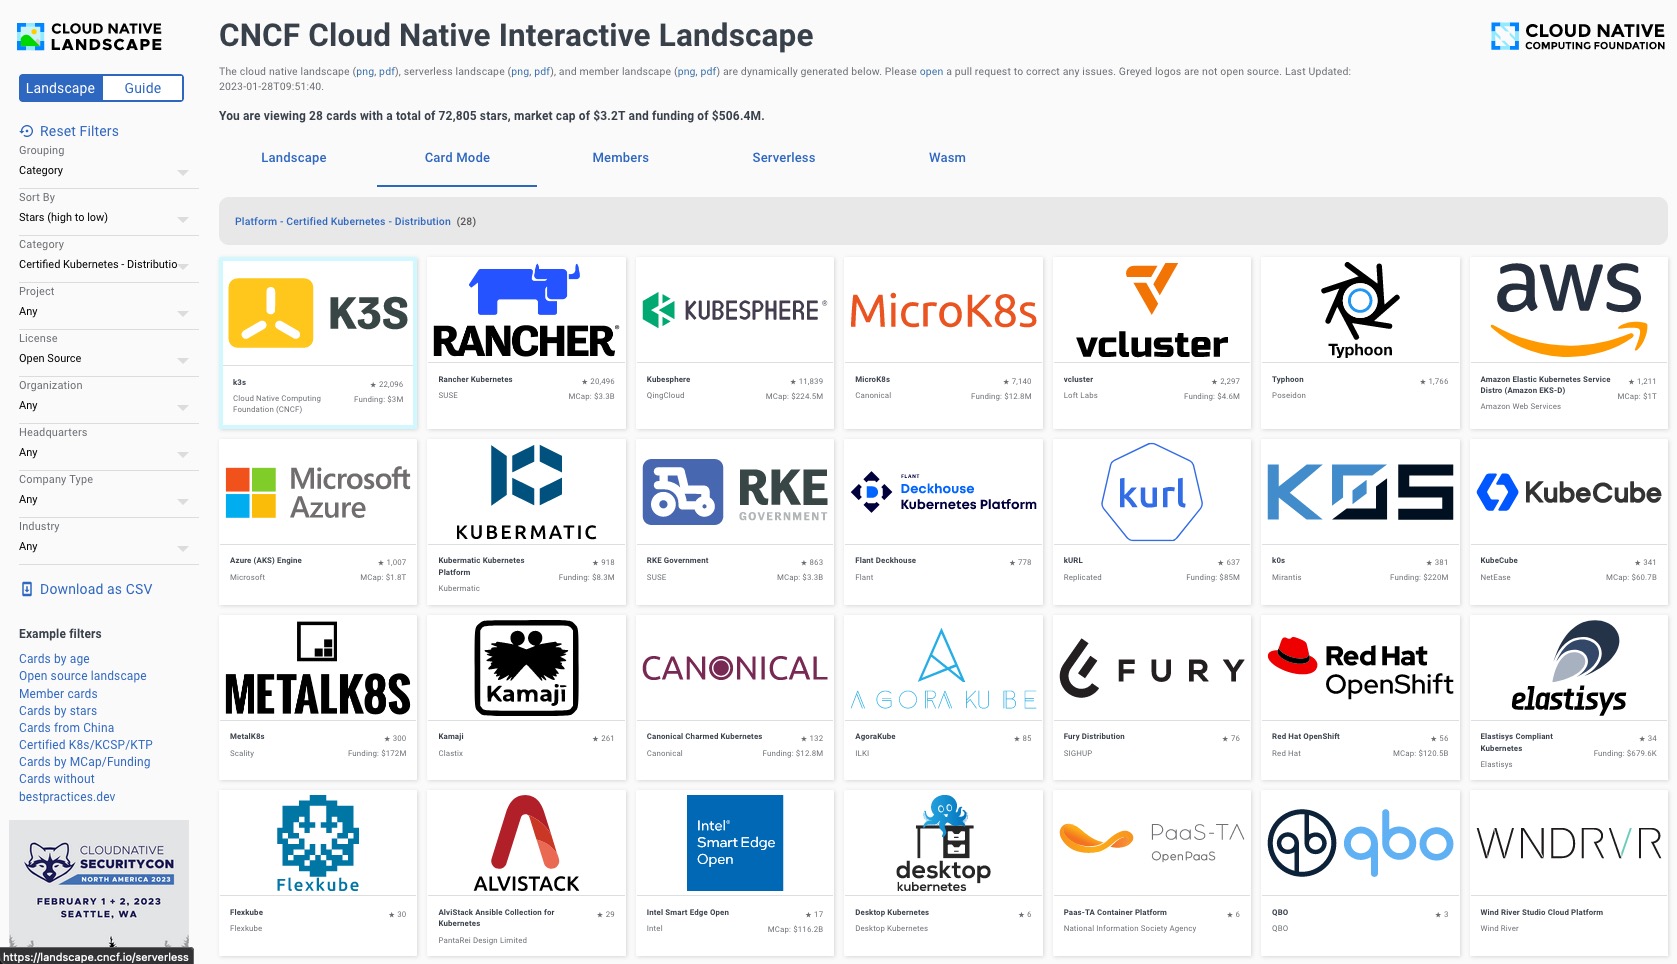 CLOUD NATIVE
LANDSCAPE
CNCF Cloud Native Interactive Landscape
CLOUD NATIVE
COMPUTING FOUNDATION
The cloud native landscape (png, pdf), serverless landscape (png, pdf), and member landscape (png, pdf) are dynamically generated below. Please open a pull request to correct any issues. Greyed logos are not open source. Last Updated:
2023-01-28T09:51:40.
You are viewing 28 cards with a total of 72,805 stars, market cap of $3.2T and funding of $506.4M.
Landscape Guide
Reset Filters
Grouping
Category
Sort By
Stars (high to low)
Category
Certified Kubernetes - Distributio
Project
Any
License
Open Source
Organization
Any
Headquarters
Any
Company Type
Any
Industry
Any
Download as CSV
Example filters
Cards by age
Open source landscape
Member cards
Cards by stars
Cards from China
Certified K8s/KCSP/KTP
Cards by MCap/Funding
Cards without
bestpractices.dev
CLOUDNATIVE
SECURITYCON
NORTH AMERICA 2023
FEBRUARY 1 + 2, 2023
SEATTLE, WA
https://landscape.cncf.io/serverless
Landscape Card Mode Members Serverless Wasm
Platform - Certified Kubernetes - Distribution (28)
K3S
k3s ★ 22,096
Cloud Native Computing Funding: $3M
Foundation (CNCF)
RANCHER®
Rancher Kubernetes ★ 20,496
SUSE MCap: $3.3B
KUBESPHERE®
Kubesphere ★ 11,839
QingCloud MCap: $224.5M
MicroK8s
MicroK8s ★ 7,140
Canonical Funding: $12.8M
vcluster
vcluster ★ 2,297
Loft Labs Funding: $4.6M
Typhoon
Typhoon ★ 1,766
Poseidon
aws
Amazon Elastic Kubernetes Service ★ 1,211
Distro (Amazon EKS-D) MCap: $1T
Amazon Web Services
Microsoft
Azure
Azure (AKS) Engine ★ 1,007
Microsoft MCap: $1.8T
KUBERMATIC
Kubermatic Kubernetes ★ 918
Platform Funding: $8.3M
Kubermatic
RKE
GOVERNMENT
RKE Government ★ 863
SUSE MCap: $3.3B
FLANT
Deckhouse
Kubernetes Platform
Flant Deckhouse ★ 778
Flant
kurl
kURL ★ 637
Replicated Funding: $85M
K0S
k0s ★ 381
Mirantis Funding: $220M
KubeCube
KubeCube ★ 341
NetEase MCap: $60.7B
METALK8S
MetalK8s ★ 300
Scality Funding: $172M
Kamajī
Kamaji ★ 261
Clastix
CANONICAL
Canonical Charmed Kubernetes ★ 132
Canonical Funding: $12.8M
AGORA KUBE
AgoraKube ★ 85
ILKI
FURY
Fury Distribution ★ 76
SIGHUP
Red Hat
OpenShift
Red Hat OpenShift ★ 56
Red Hat MCap: $120.5B
elastisys
Elastisys Compliant ★ 34
Kubernetes Funding: $679.6K
Elastisys
Flexkube
Flexkube ★ 30
Flexkube
ALVISTACK
AlviStack Ansible Collection for ★ 29
Kubernetes
PantaRei Design Limited
Intel®
Smart Edge
Open
Intel Smart Edge Open ★ 17
Intel MCap: $116.2B
desktop
kubernetes
Desktop Kubernetes ★ 6
Desktop Kubernetes
PaaS-TA
OpenPaaS
Paas-TA Container Platform ★ 6
National Information Society Agency
qb qbo
QBO ★ 3
QBO
WNDRVR
Wind River Studio Cloud Platform
Wind River